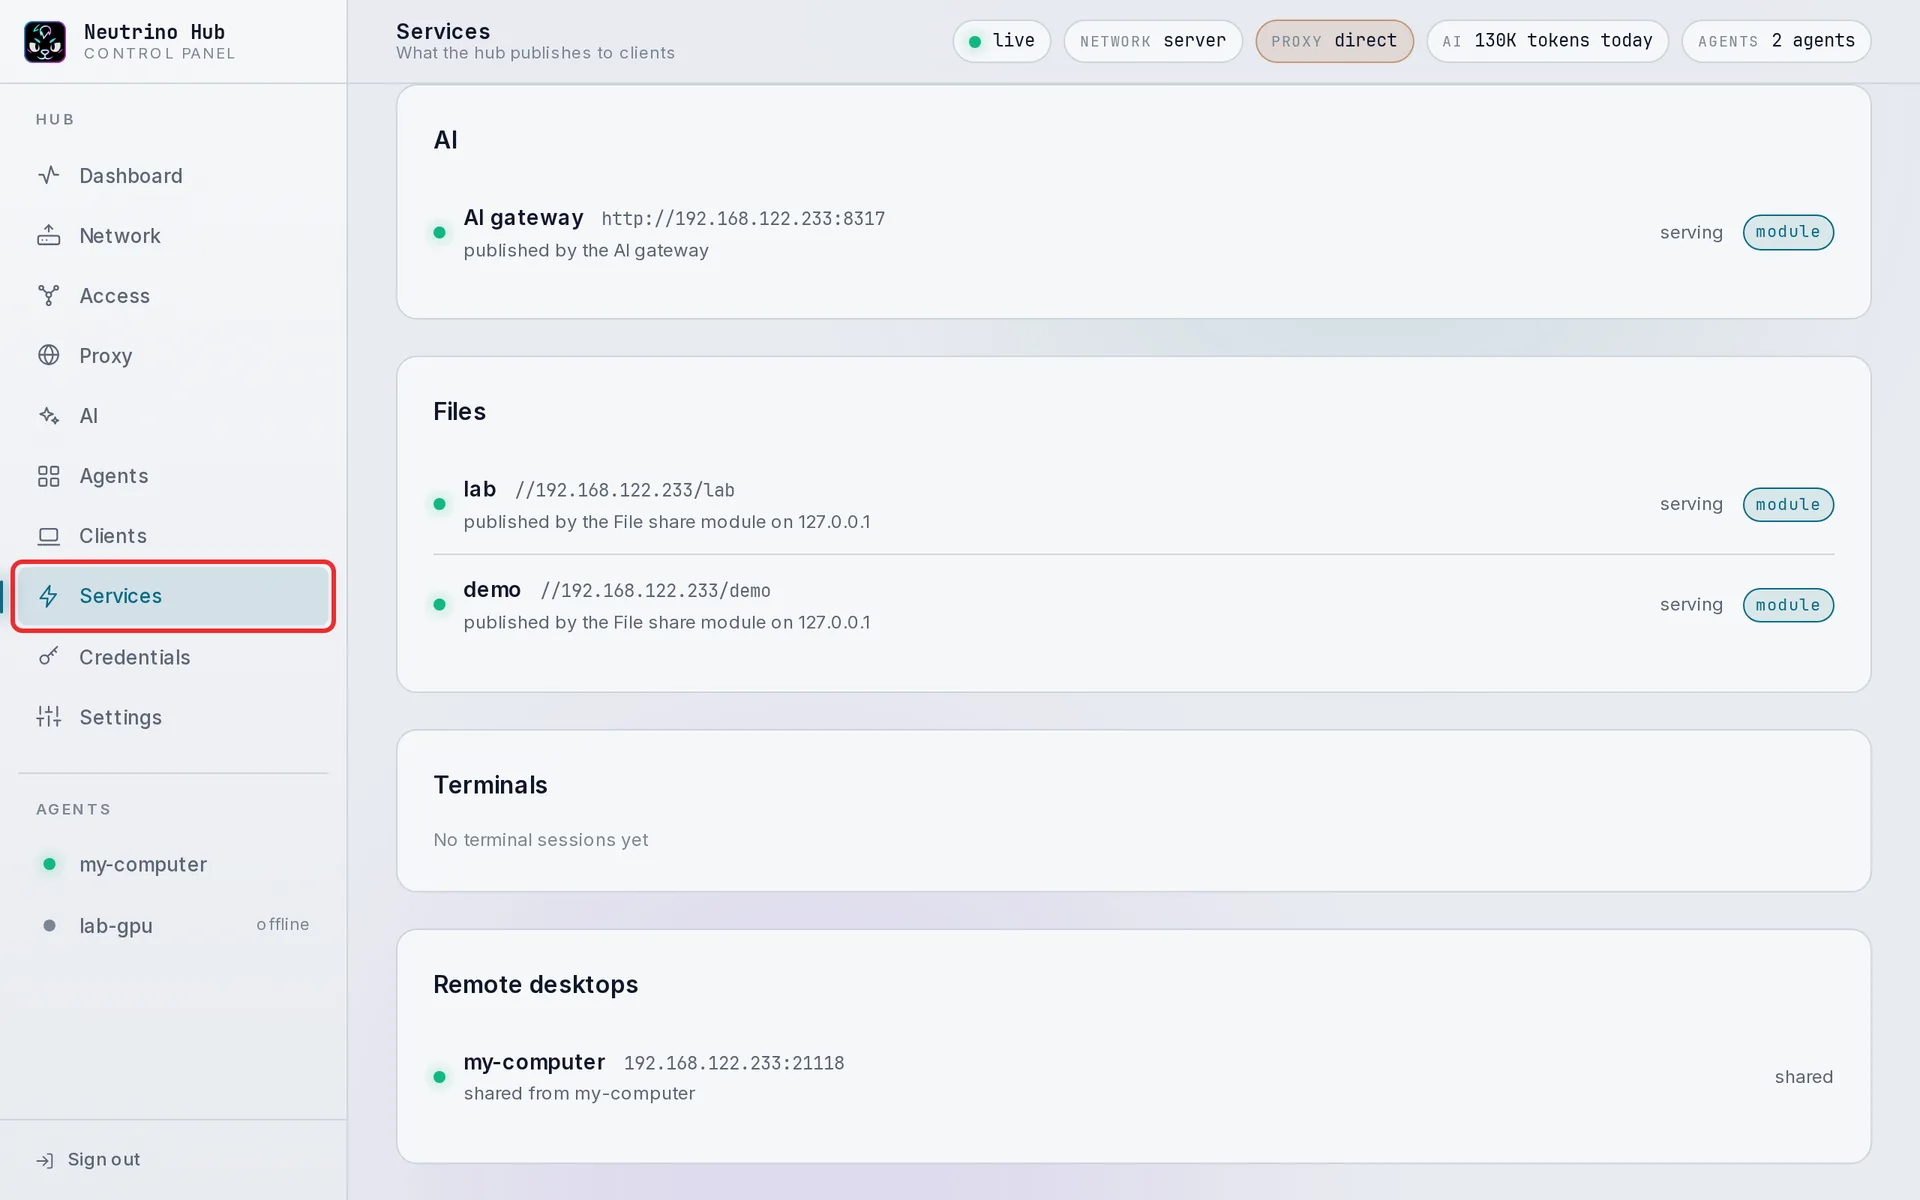 Neutrino Hub
CONTROL PANEL
Services
What the hub publishes to clients
live
NETWORK server
PROXY direct
AI 130K tokens today
AGENTS 2 agents
HUB
Dashboard
Network
Access
Proxy
AI
Agents
Clients
Services
Credentials
Settings
AGENTS
my-computer
lab-gpu offline
Sign out
AI
AI gateway http://192.168.122.233:8317
published by the AI gateway
serving module
Files
lab //192.168.122.233/lab
published by the File share module on 127.0.0.1
serving module
demo //192.168.122.233/demo
published by the File share module on 127.0.0.1
serving module
Terminals
No terminal sessions yet
Remote desktops
my-computer 192.168.122.233:21118
shared from my-computer
shared